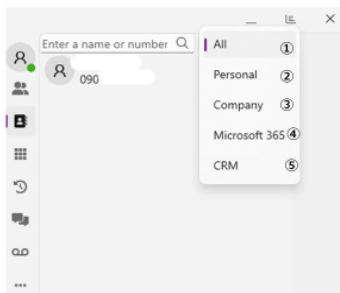 Enter a name or number
090
All ①
Personal ②
Company ③
Microsoft 365 ④
CRM ⑤